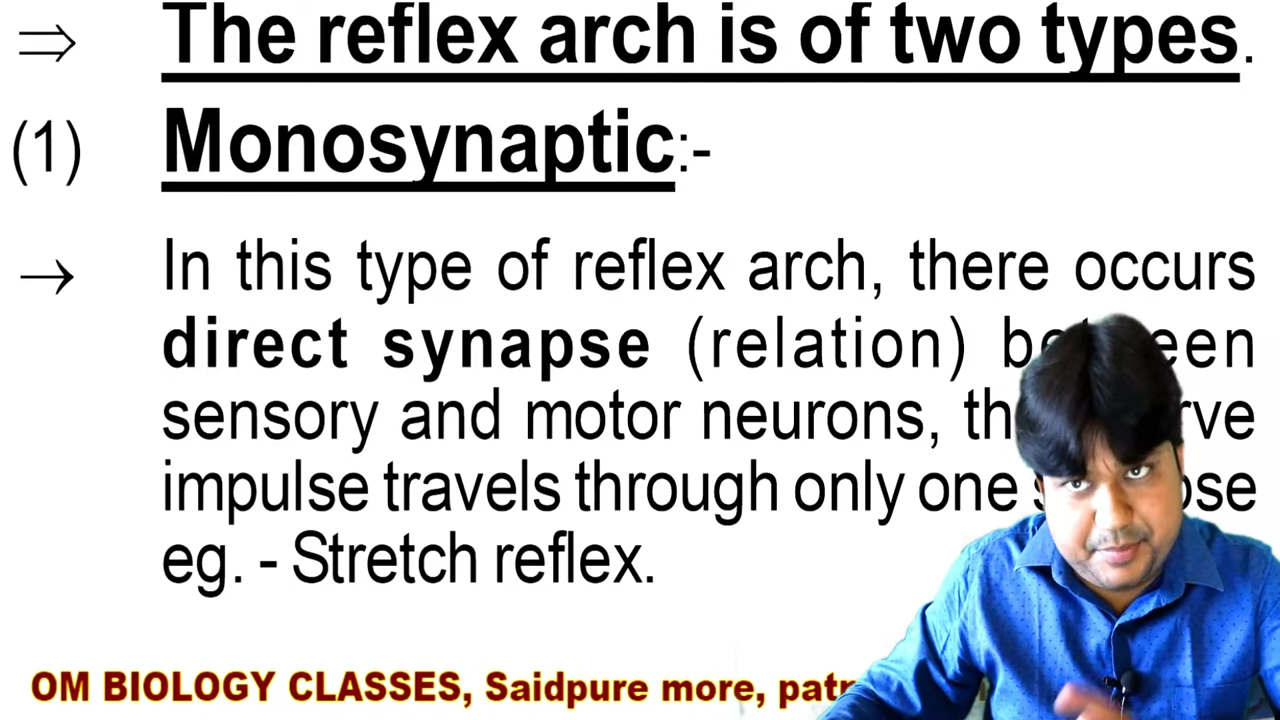 ⇒ The reflex arch is of two types.
(1) Monosynaptic:-
→ In this type of reflex arch, there occurs
direct synapse (relation)
sensory and motor neurons,
impulse travels through only one
eg. - Stretch reflex.
OM BIOLOGY CLASSES, Saidpure more,